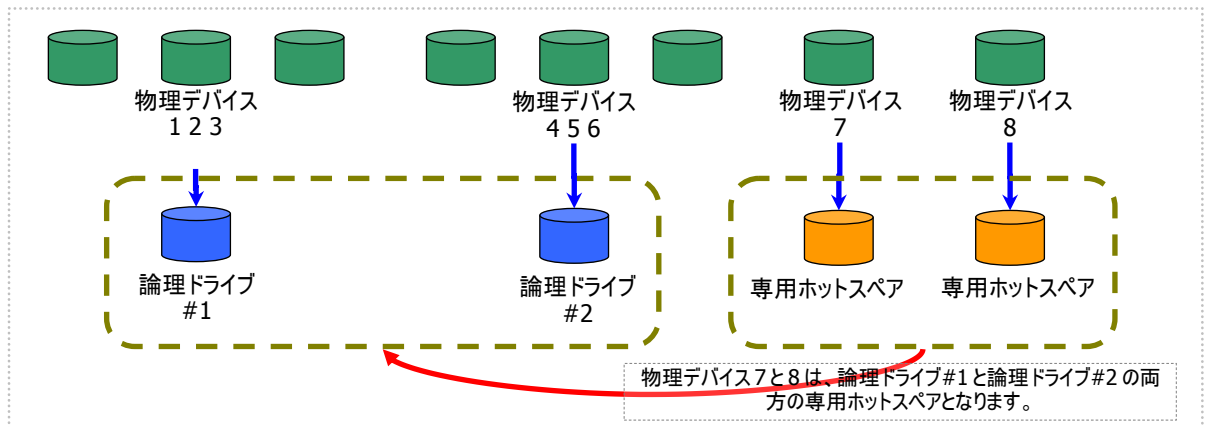 物理デバイス
1 2 3
物理デバイス
4 5 6
物理デバイス
7
物理デバイス
8
論理ドライブ
#1
論理ドライブ
#2
専用ホットスペア
専用ホットスペア
物理デバイス7と8は、論理ドライブ#1と論理ドライブ#2の両
方の専用ホットスペアとなります。